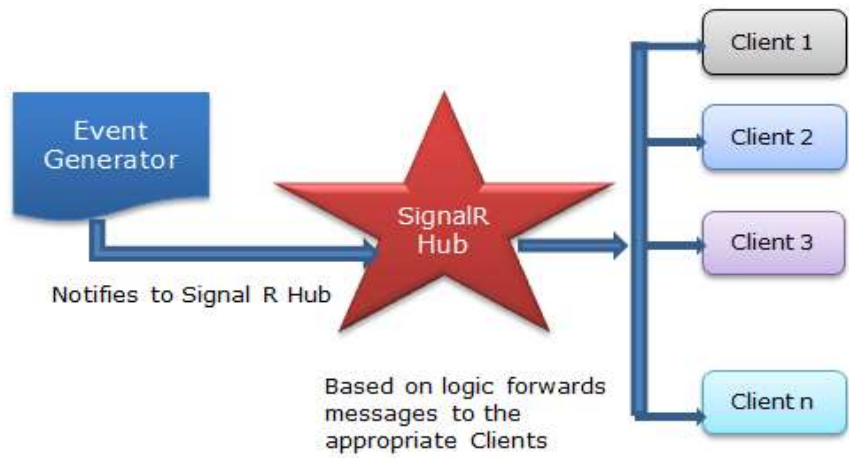 Event
Generator
Notifies to Signal R Hub
SignalR
Hub
Based on logic forwards
messages to the
appropriate Clients
Client 1
Client 2
Client 3
Client n